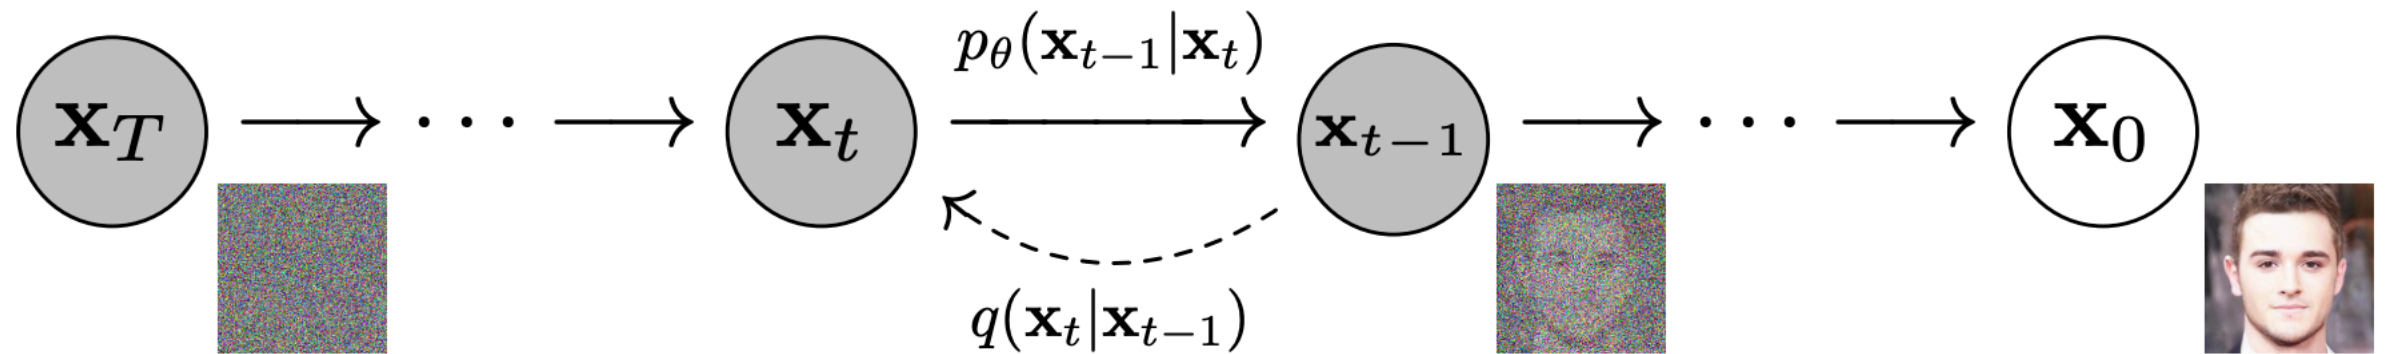 p_θ(x_{t−1}|x_t)
x_T ⟶ · · · ⟶ x_t ⟶ x_{t−1} ⟶ · · · ⟶ x_0
q(x_t|x_{t−1})